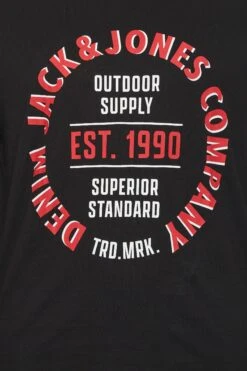 DENIM JACK&JONES COMPANY
OUTDOOR
SUPPLY
EST. 1990
SUPERIOR
STANDARD
TRD.MRK.